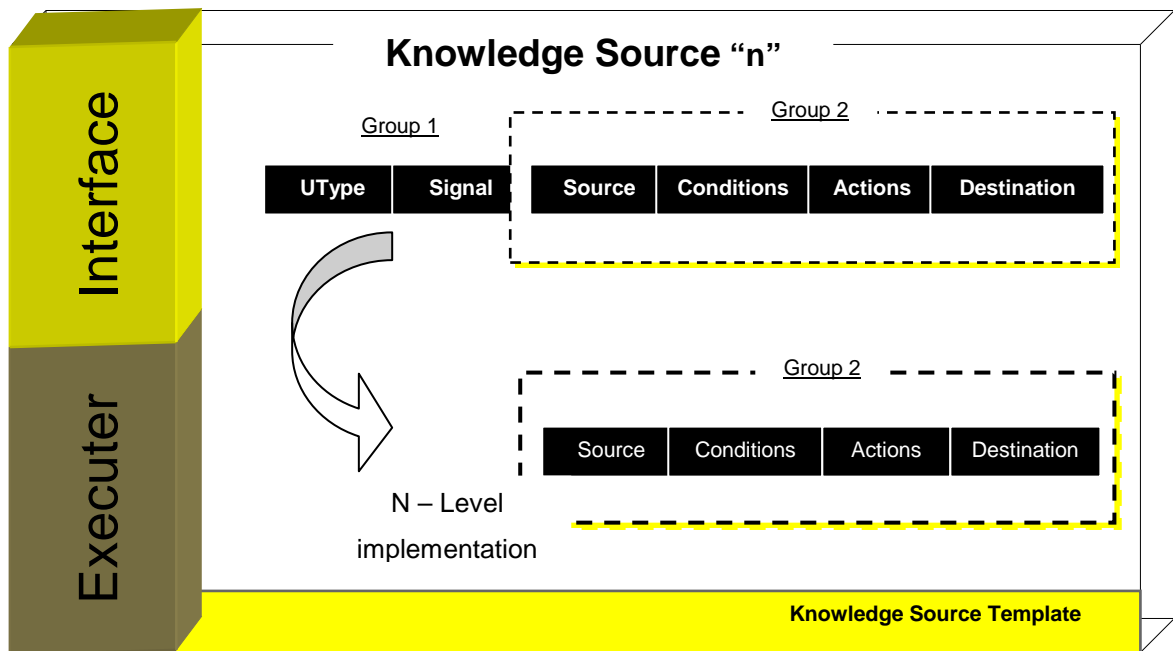 Knowledge Source “n”
Interface
Group 1
Group 2
UType Signal Source Conditions Actions Destination
Group 2
Executer
Source Conditions Actions Destination
N – Level
implementation
Knowledge Source Template